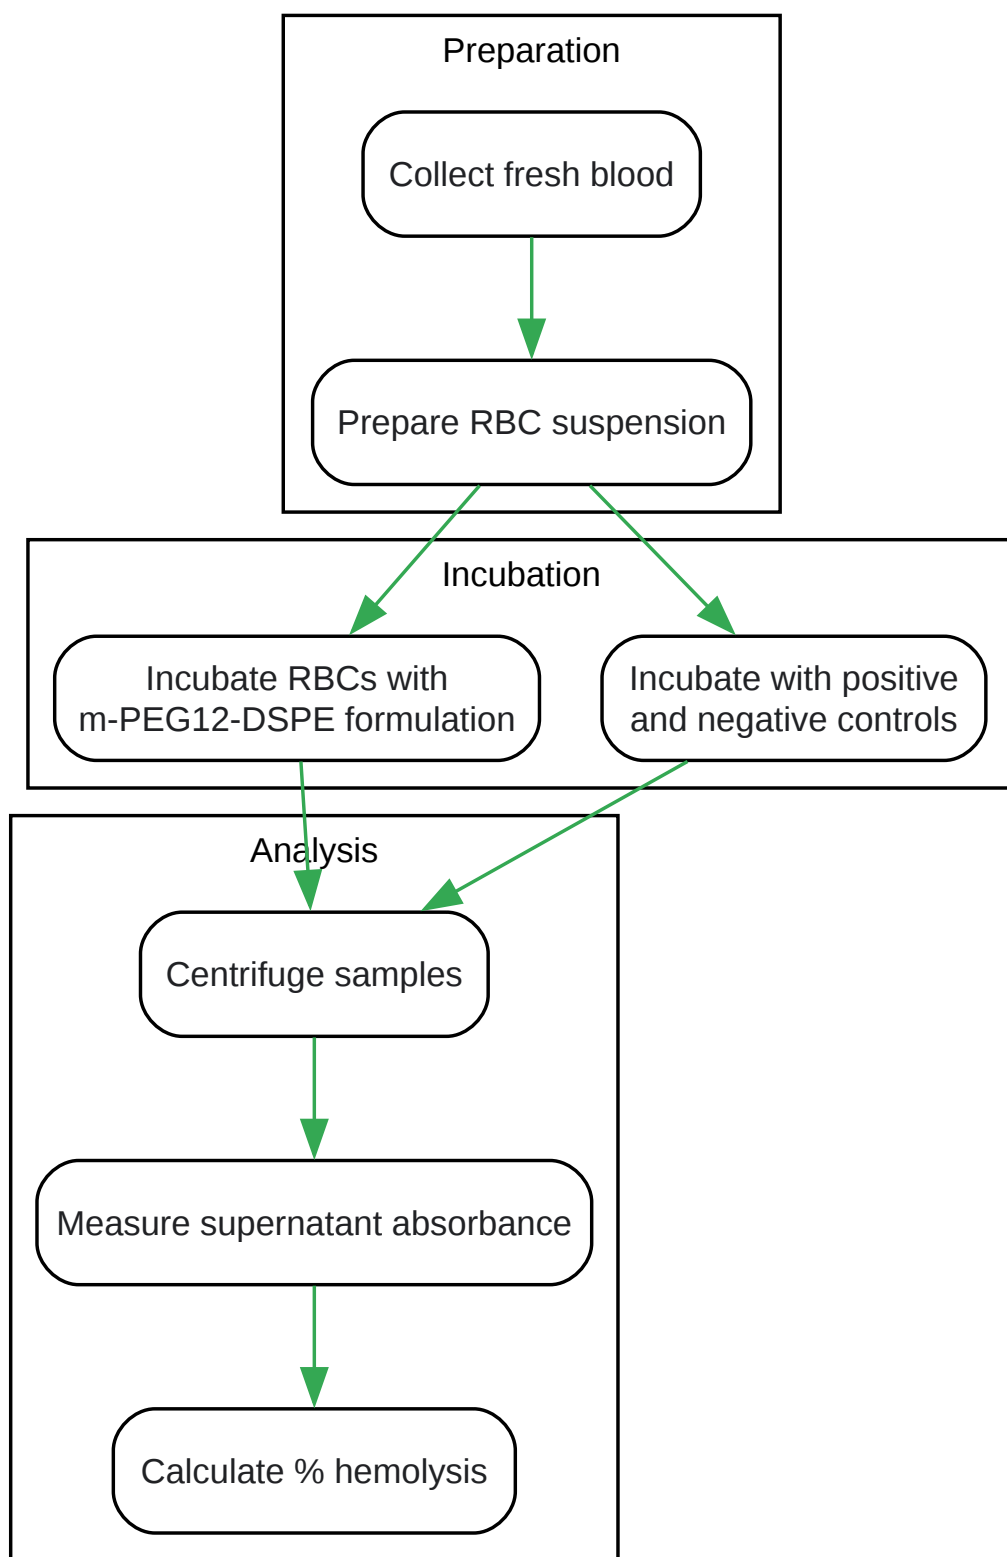 Preparation
Collect fresh blood
Prepare RBC suspension
Incubation
Incubate RBCs with
m-PEG12-DSPE formulation
Incubate with positive
and negative controls
Analysis
Centrifuge samples
Measure supernatant absorbance
Calculate % hemolysis